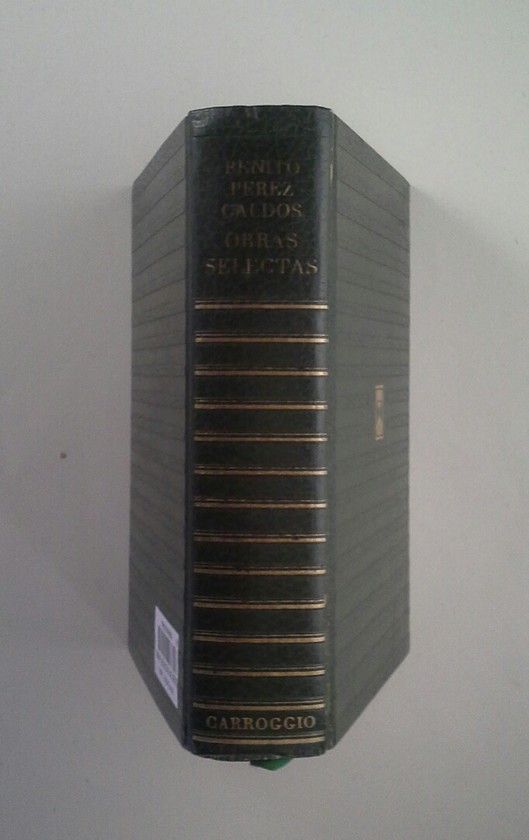 BENITO
PEREZ
GALDOS
OBRAS
SELECTAS
CARROGGIO